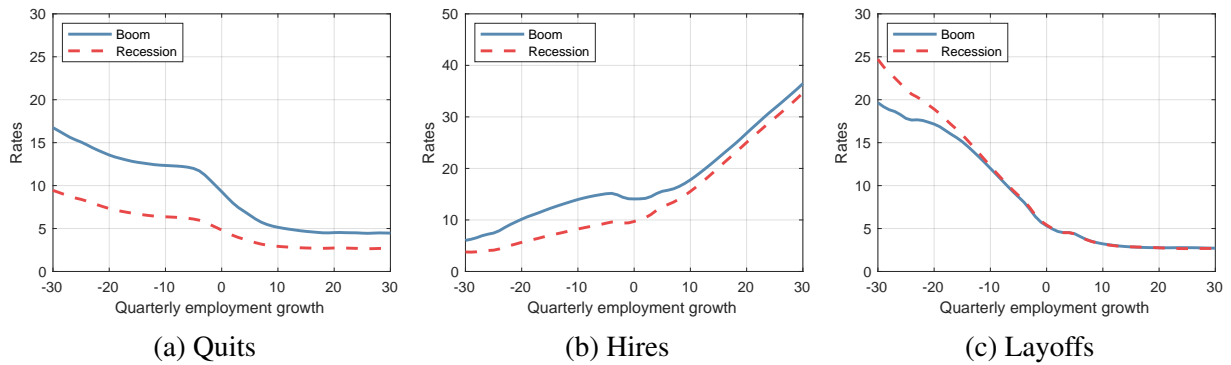 30
25
20
15
10
5
0
Rates
Boom
Recession
-30 -20 -10 0 10 20 30
Quarterly employment growth
(a) Quits
50
40
30
20
10
0
Rates
Boom
Recession
-30 -20 -10 0 10 20 30
Quarterly employment growth
(b) Hires
30
25
20
15
10
5
0
Rates
Boom
Recession
-30 -20 -10 0 10 20 30
Quarterly employment growth
(c) Layoffs